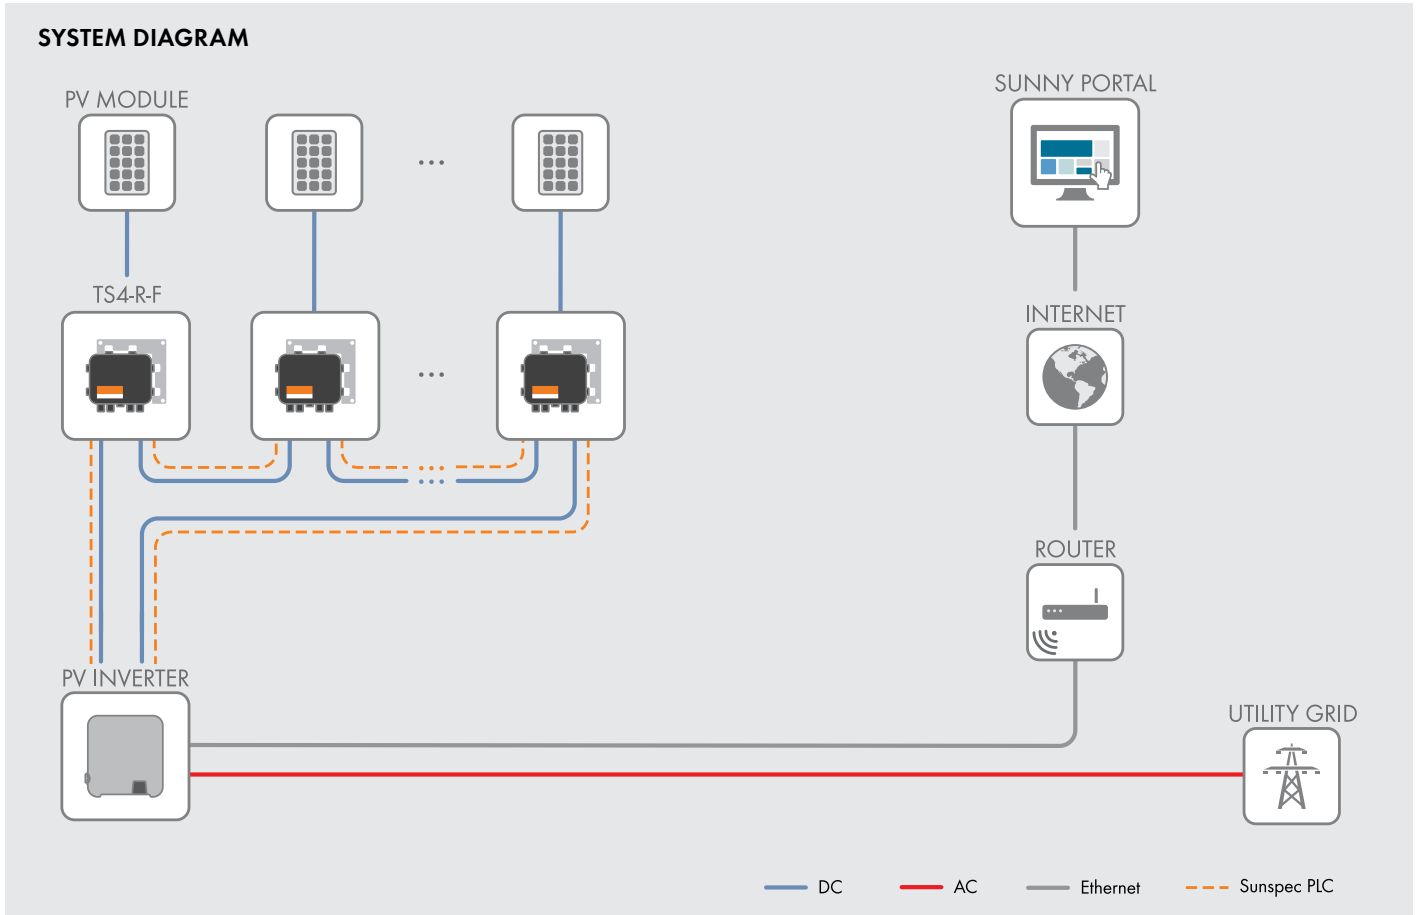 SYSTEM DIAGRAM
PV MODULE
SUNNY PORTAL
TS4-R-F
INTERNET
ROUTER
PV INVERTER
UTILITY GRID
DC
AC
Ethernet
Sunspec PLC